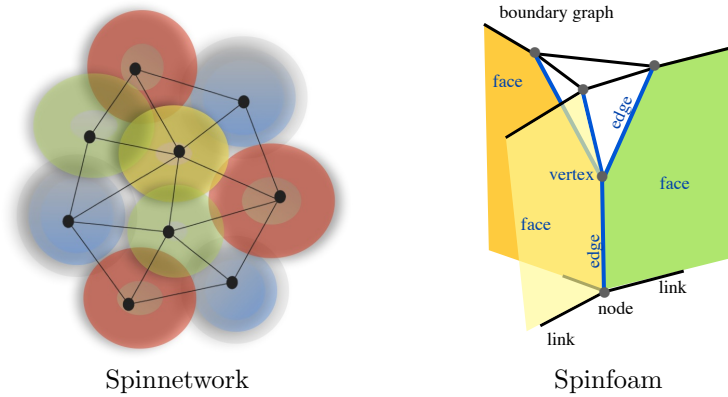 boundary graph
face
edge
vertex
face
face
edge
link
node
link
Spinnetwork
Spinfoam